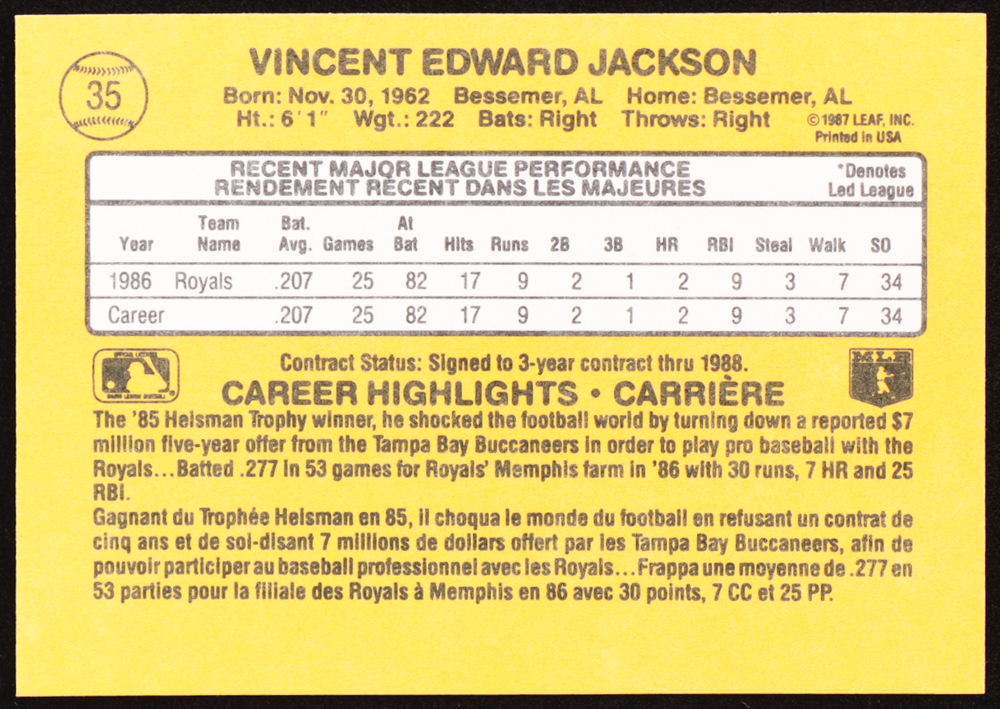 35
VINCENT EDWARD JACKSON
Born: Nov. 30, 1962 Bessemer, AL Home: Bessemer, AL
Ht.: 6'1" Wgt.: 222 Bats: Right Throws: Right
©1987 LEAF, INC.
Printed in USA
RECENT MAJOR LEAGUE PERFORMANCE
RENDEMENT RÉCENT DANS LES MAJEURES
*Denotes
Led League
Year Team Name Bat. Avg. Games At Bat Hits Runs 2B 3B HR RBI Steal Walk SO
1986 Royals .207 25 82 17 9 2 1 2 9 3 7 34
Career .207 25 82 17 9 2 1 2 9 3 7 34
Contract Status: Signed to 3-year contract thru 1988.
MLB
CAREER HIGHLIGHTS • CARRIÈRE
The '85 Heisman Trophy winner, he shocked the football world by turning down a reported $7
million five-year offer from the Tampa Bay Buccaneers in order to play pro baseball with the
Royals...Batted .277 in 53 games for Royals' Memphis farm in '86 with 30 runs, 7 HR and 25
RBI.
Gagnant du Trophée Heisman en 85, il choqua le monde du football en refusant un contrat de
cinq ans et de soi-disant 7 millions de dollars offert par les Tampa Bay Buccaneers, afin de
pouvoir participer au baseball professionnel avec les Royals...Frappa une moyenne de .277 en
53 parties pour la filiale des Royals à Memphis en 86 avec 30 points, 7 CC et 25 PP.